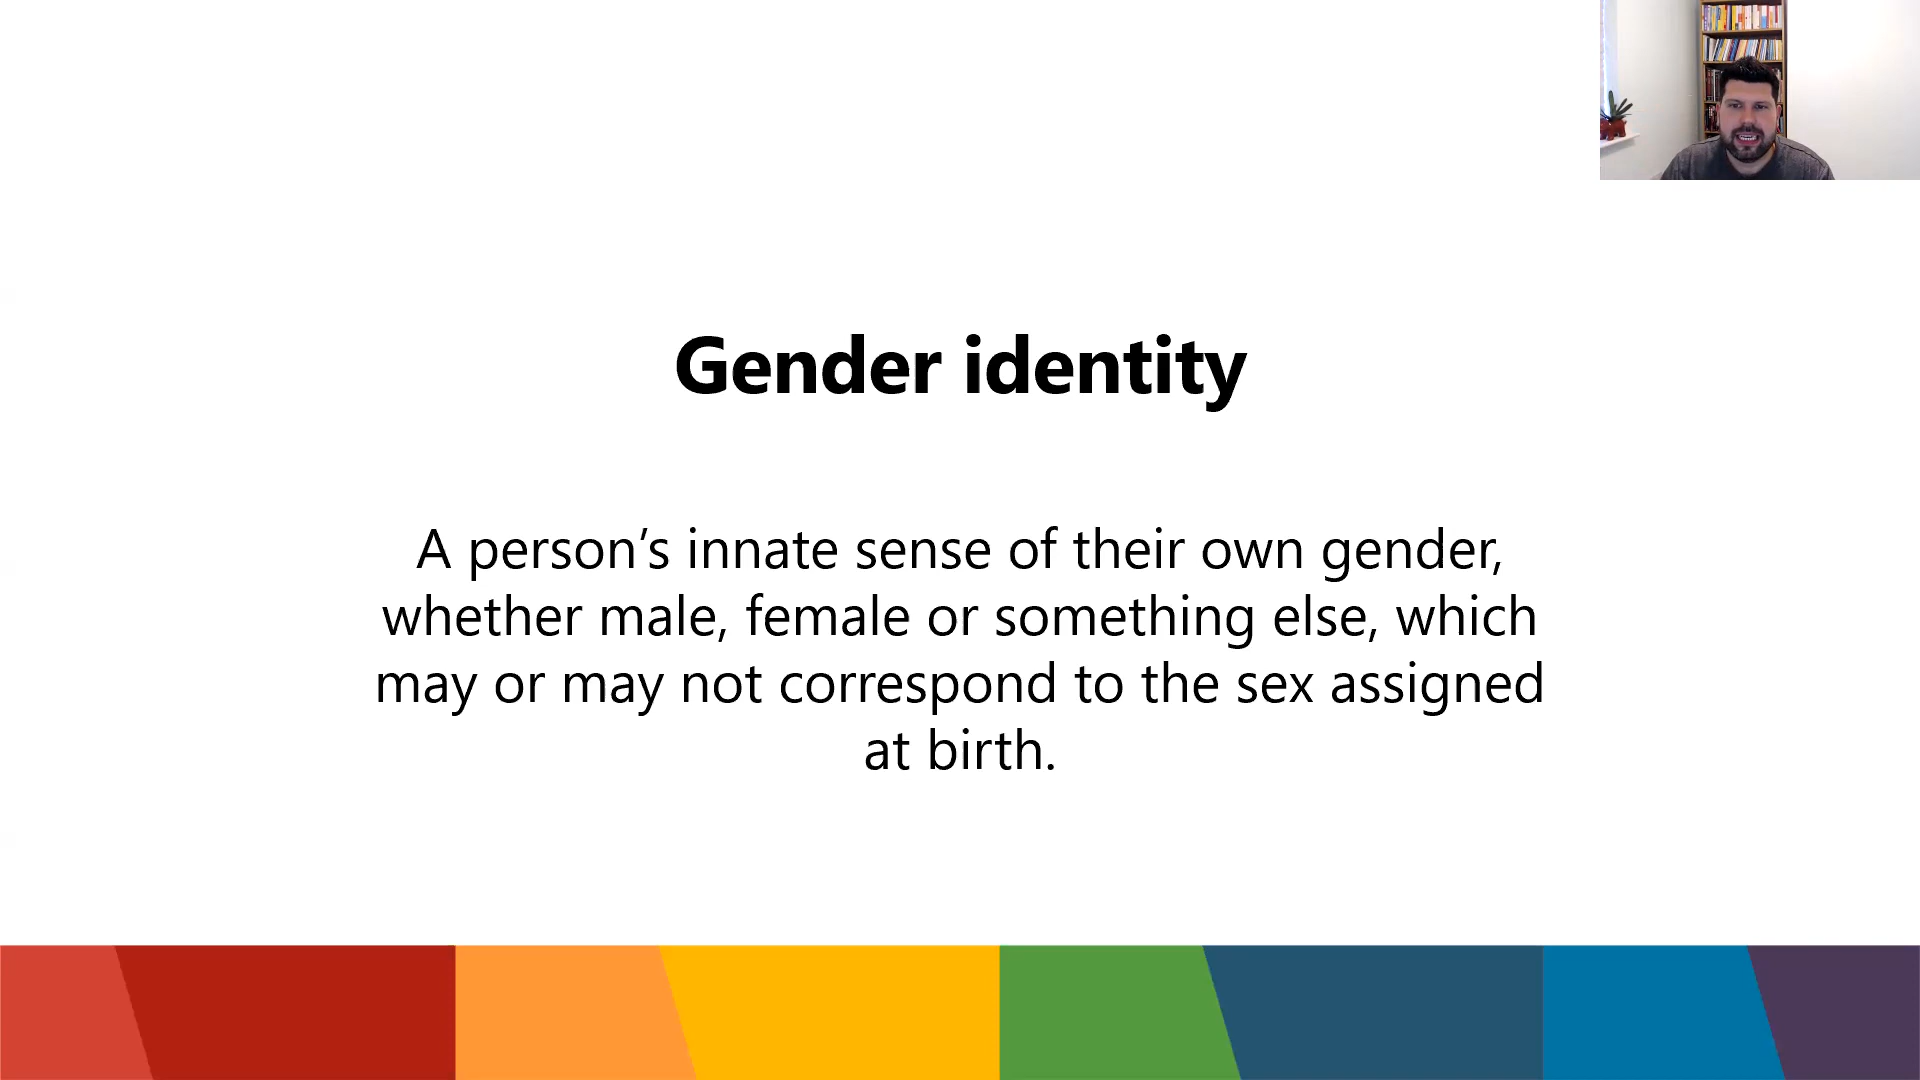 Gender identity
A person’s innate sense of their own gender,
whether male, female or something else, which
may or may not correspond to the sex assigned
at birth.